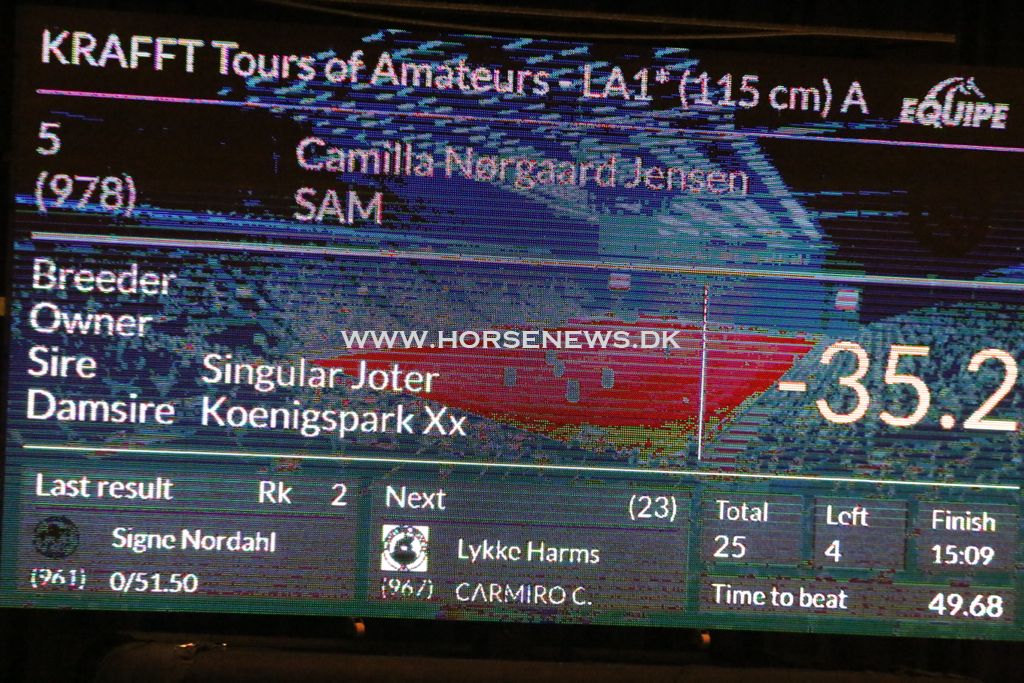 KRAFFT Tours of Amateurs - LA1* (115 cm) A
EQUIPE
5
Camilla Nørgaard Jensen
(978)
SAM
Breeder
Owner
WWW.HORSENEWS.DK
Sire Singular Joter
Damsire Koenigspark Xx
-35.2
Last result Rk 2
Signe Nordahl
(961) 0/51.50
Next (23)
Lykke Harms
(967) CARMIRO C.
Total
25
Left
4
Finish
15:09
Time to beat 49.68